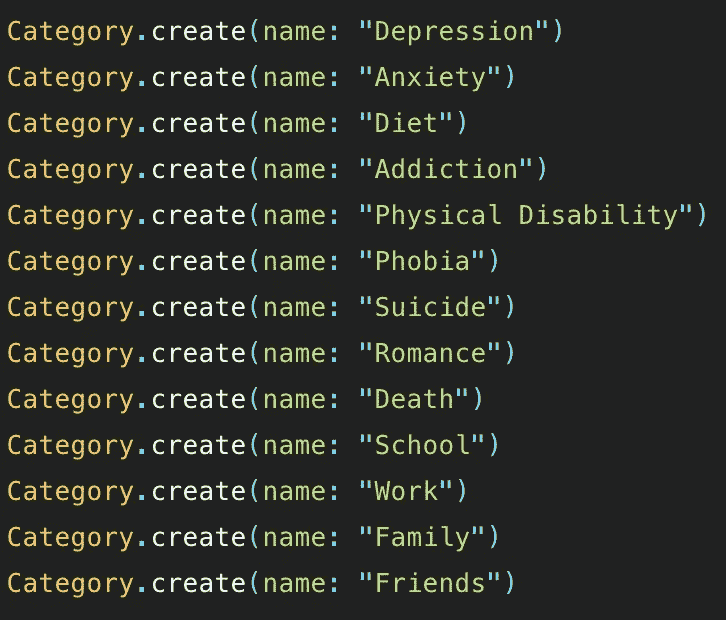 Category.create(name: "Depression")
Category.create(name: "Anxiety")
Category.create(name: "Diet")
Category.create(name: "Addiction")
Category.create(name: "Physical Disability")
Category.create(name: "Phobia")
Category.create(name: "Suicide")
Category.create(name: "Romance")
Category.create(name: "Death")
Category.create(name: "School")
Category.create(name: "Work")
Category.create(name: "Family")
Category.create(name: "Friends")